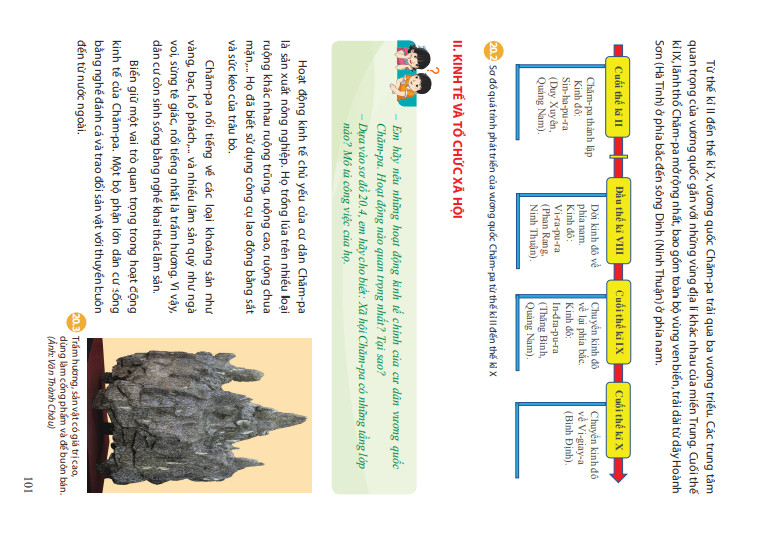 Từ thế kỉ II đến thế kỉ X, vương quốc Chăm-pa trải qua ba vương triều. Các trung tâm
quan trọng của vương quốc gắn với những vùng địa lí khác nhau của miền Trung. Cuối thế
kỉ IX, lãnh thổ Chăm-pa mở rộng nhất, bao gồm toàn bộ vùng ven biển, trải dài từ dãy Hoành
Sơn (Hà Tĩnh) ở phía bắc đến sông Dinh (Ninh Thuận) ở phía nam.
Cuối thế kỉ II
Chăm-pa thành lập
Kinh đô:
Sin-ha-pu-ra
(Duy Xuyên,
Quảng Nam).
Đầu thế kỉ VIII
Dời kinh đô về
phía nam.
Kinh đô:
Vi-ra-pu-ra
(Phan Rang,
Ninh Thuận).
Cuối thế kỉ IX
Chuyển kinh đô
về lại phía bắc.
Kinh đô:
In-đra-pu-ra
(Thăng Bình,
Quảng Nam).
Cuối thế kỉ X
Chuyển kinh đô
về Vi-giay-a
(Bình Định).
20.2 Sơ đồ quá trình phát triển của vương quốc Chăm-pa từ thế kỉ II đến thế kỉ X
II. KINH TẾ VÀ TỔ CHỨC XÃ HỘI
?
– Em hãy nêu những hoạt động kinh tế chính của cư dân vương quốc
Chăm-pa. Hoạt động nào quan trọng nhất? Tại sao?
– Dựa vào sơ đồ 20.4, em hãy cho biết: Xã hội Chăm-pa có những tầng lớp
nào? Mô tả công việc của họ.
Hoạt động kinh tế chủ yếu của cư dân Chăm-pa
là sản xuất nông nghiệp. Họ trồng lúa trên nhiều loại
ruộng khác nhau: ruộng trũng, ruộng cao, ruộng chua
mặn,... Họ đã biết sử dụng công cụ lao động bằng sắt
và sức kéo của trâu bò.
Chăm-pa nổi tiếng về các loại khoáng sản như
vàng, bạc, hổ phách,... và nhiều lâm sản quý như ngà
voi, sừng tê giác, nổi tiếng nhất là trầm hương. Vì vậy,
dân cư còn sinh sống bằng nghề khai thác lâm sản.
Biển giữ một vai trò quan trọng trong hoạt động
kinh tế của Chăm-pa. Một bộ phận lớn dân cư sống
bằng nghề đánh cá và trao đổi sản vật với thuyền buôn
đến từ nước ngoài.
20.3 Trầm hương, sản vật có giá trị cao,
dùng làm cống phẩm và để buôn bán.
(Ảnh: Văn Thành Châu)
101